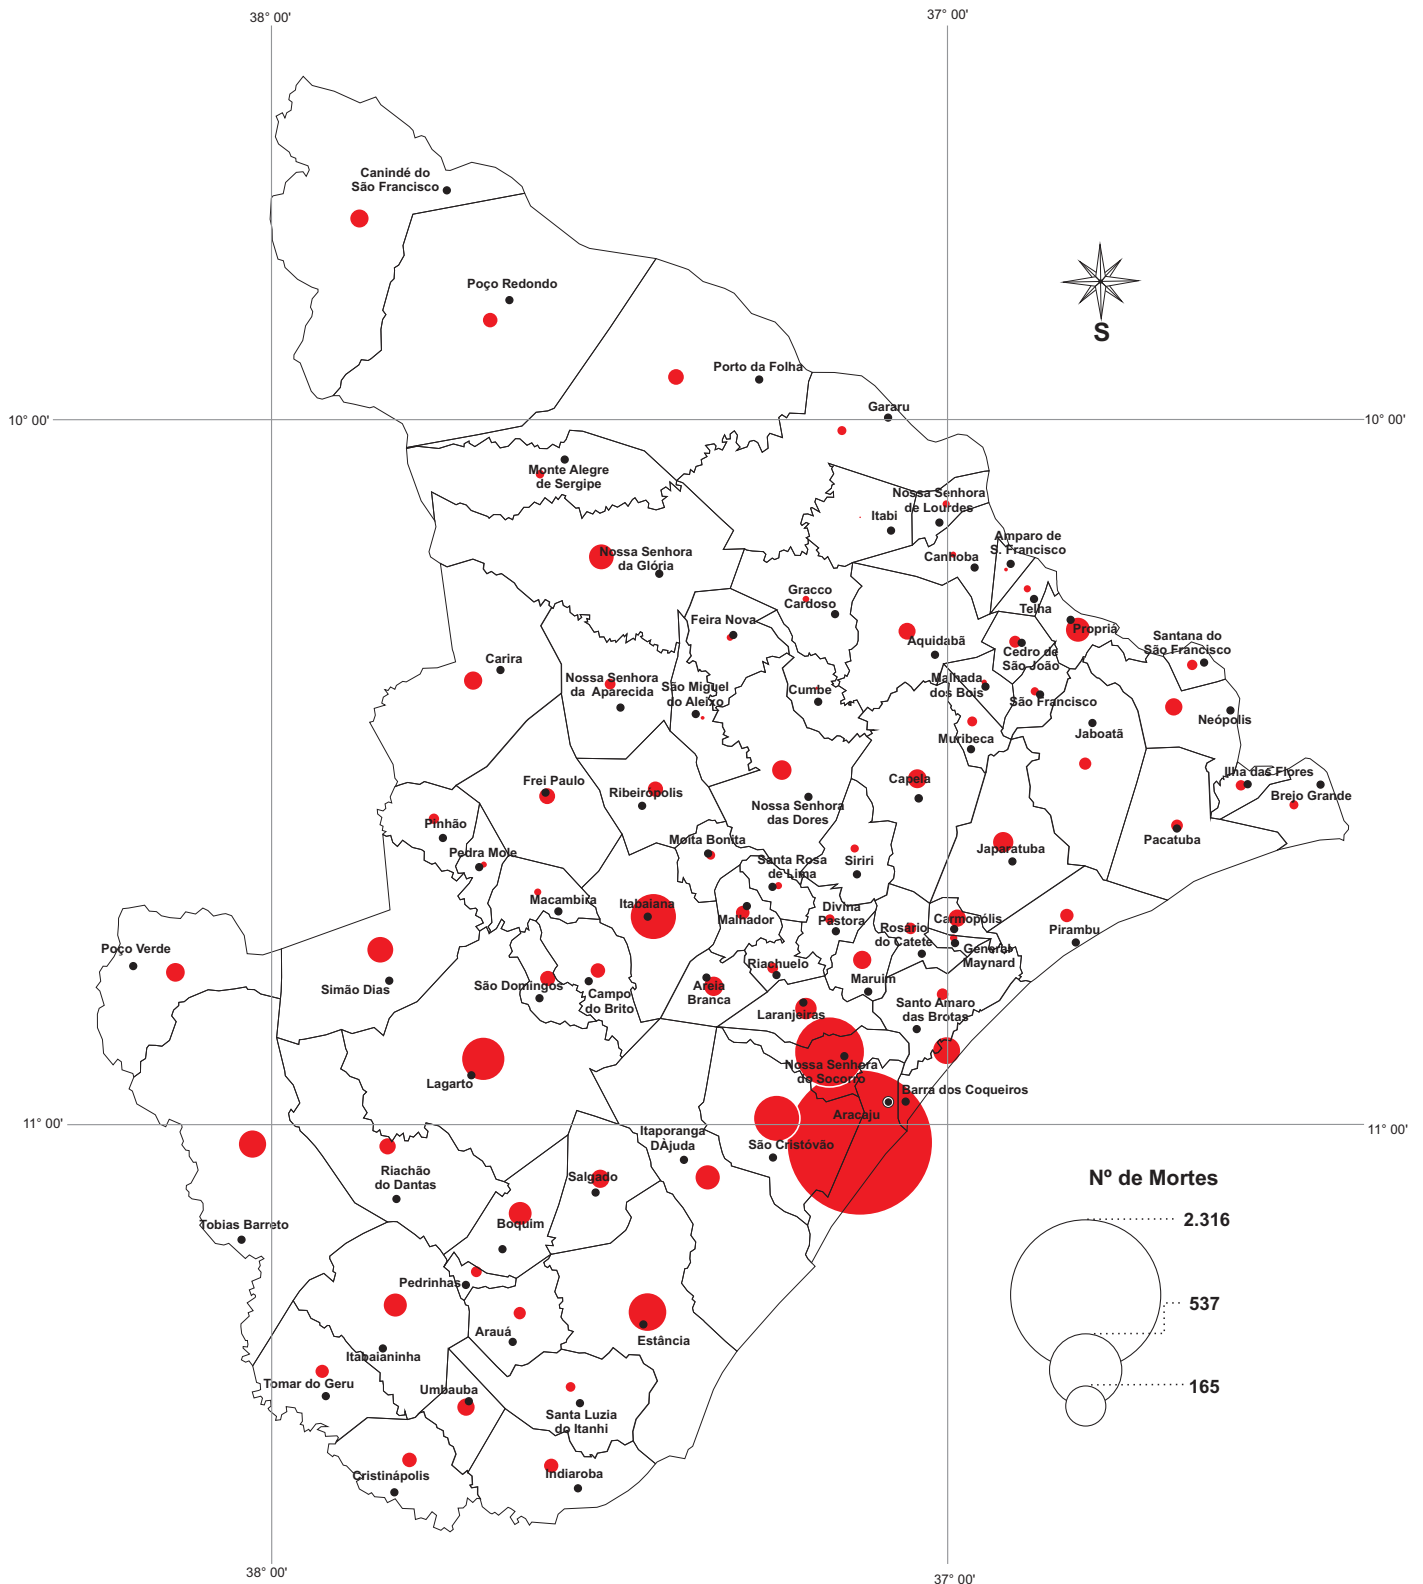 38° 00'
37° 00'
Canindé do
São Francisco
Poço Redondo
S
Porto da Folha
Gararu
10° 00'
10° 00'
Monte Alegre
de Sergipe
Nossa Senhora
de Lourdes
Itabi
Amparo de
S. Francisco
Canhoba
Nossa Senhora
da Glória
Gracco
Cardoso
Telha
Feira Nova
Propriá
Aquidabã
Santana do
São Francisco
Cedro de
São João
Carira
Nossa Senhora
da Aparecida
São Miguel
do Aleixo
Cumbe
Malhada
dos Bois
São Francisco
Neópolis
Jaboatã
Muribeca
Frei Paulo
Ribeirópolis
Capela
Ilha das Flores
Brejo Grande
Nossa Senhora
das Dores
Pinhão
Moita Bonita
Pacatuba
Pedra Mole
Santa Rosa
de Lima
Siriri
Japaratuba
Macambira
Itabaiana
Malhador
Divina
Pastora
Carmopólis
Rosário
do Catete
Pirambu
General
Maynard
Poço Verde
Simão Dias
São Domingos
Campo
do Brito
Areia
Branca
Riachuelo
Maruim
Santo Amaro
das Brotas
Laranjeiras
Lagarto
Nossa Senhora
do Socorro
Barra dos Coqueiros
Aracaju
11° 00'
11° 00'
Itaporanga
DÀjuda
São Cristóvão
Riachão
do Dantas
Salgado
Nº de Mortes
Tobias Barreto
Boquim
2.316
Pedrinhas
537
Arauá
Estância
Itabaianinha
165
Tomar do Geru
Umbauba
Santa Luzia
do Itanhi
Cristinápolis
Indiaroba
38° 00'
37° 00'